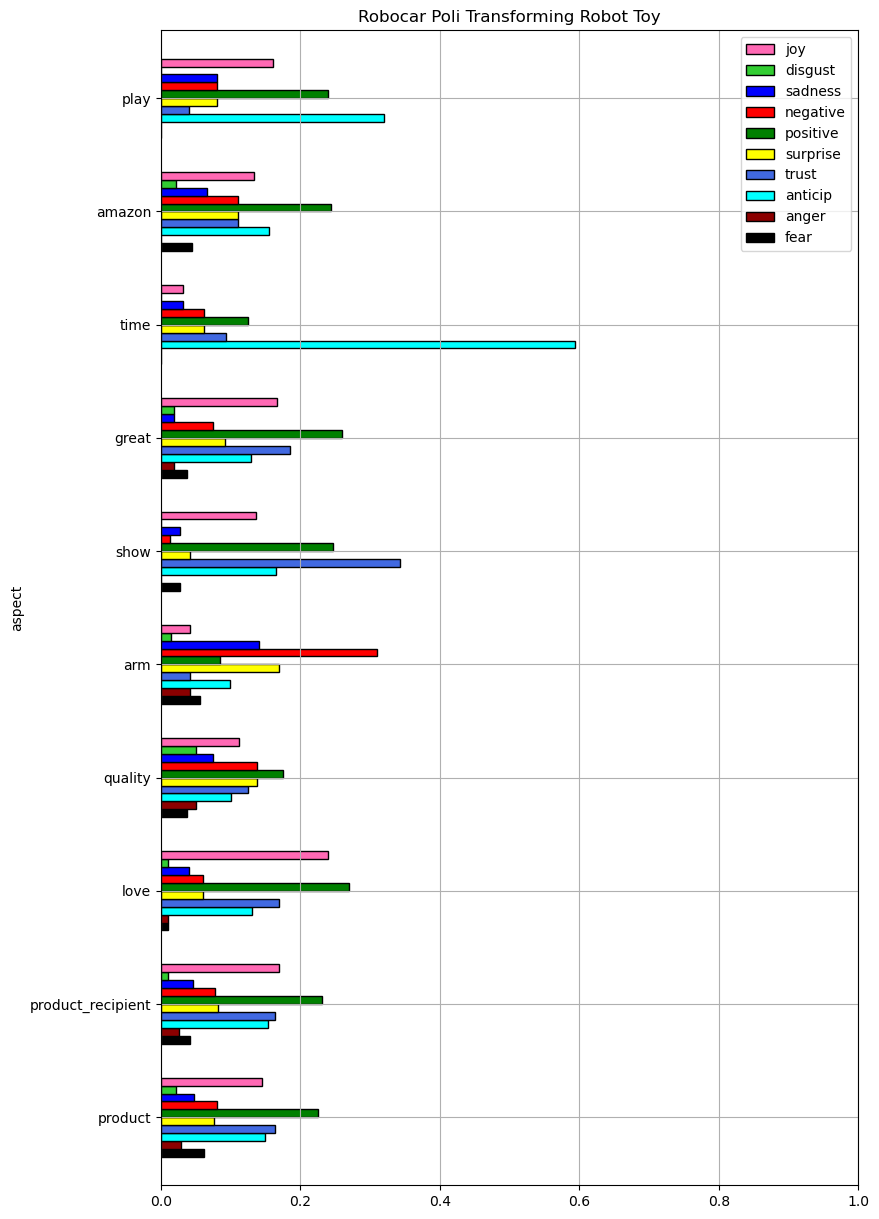 Robocar Poli Transforming Robot Toy
joy
disgust
sadness
negative
positive
surprise
trust
anticip
anger
fear
play
amazon
time
great
show
arm
quality
love
product_recipient
product
aspect
0.0 0.2 0.4 0.6 0.8 1.0